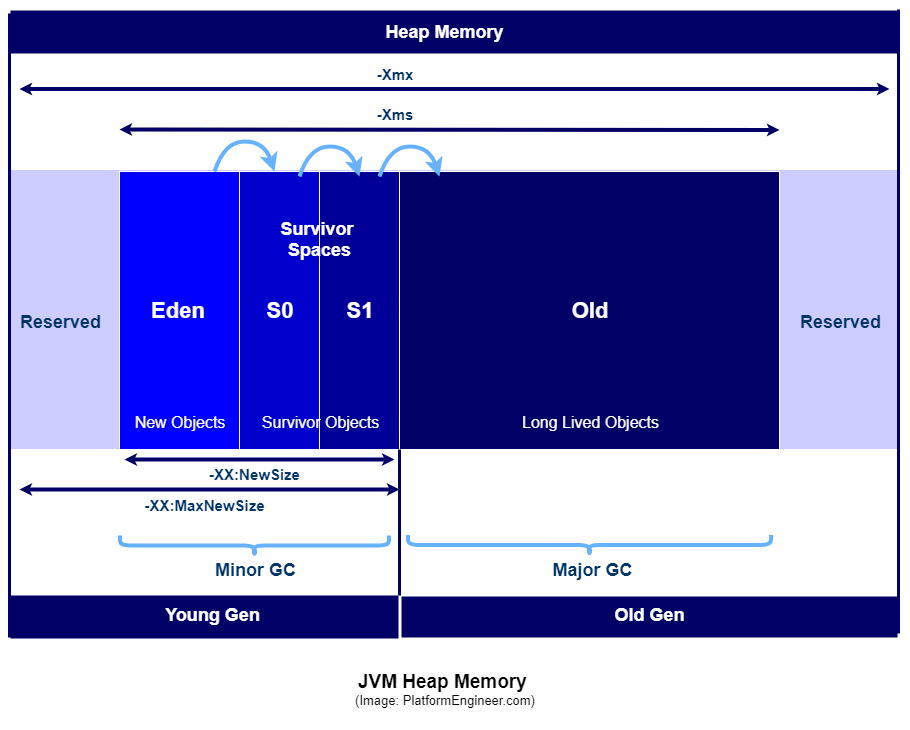 Heap Memory
-Xmx
-Xms
Survivor
Spaces
Reserved
Eden
S0
S1
Old
Reserved
New Objects
Survivor Objects
Long Lived Objects
-XX:NewSize
-XX:MaxNewSize
Minor GC
Major GC
Young Gen
Old Gen
JVM Heap Memory
(Image: PlatformEngineer.com)